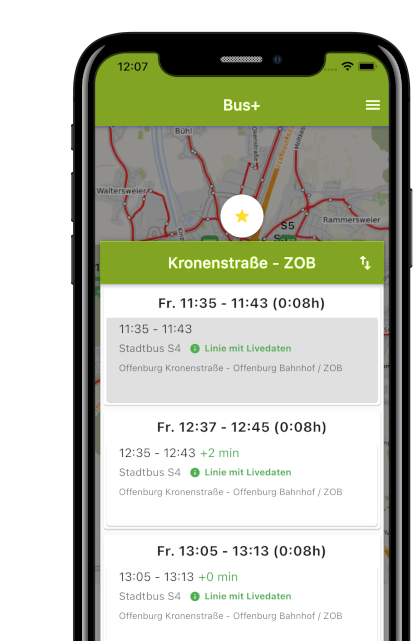 12:07
Bus+
Bühl
Waltersweier
S5
Rammersweier
Kronenstraße - ZOB
Fr. 11:35 - 11:43 (0:08h)
11:35 - 11:43
Stadtbus S4 Linie mit Livedaten
Offenburg Kronenstraße - Offenburg Bahnhof / ZOB
Fr. 12:37 - 12:45 (0:08h)
12:35 - 12:43 +2 min
Stadtbus S4 Linie mit Livedaten
Offenburg Kronenstraße - Offenburg Bahnhof / ZOB
Fr. 13:05 - 13:13 (0:08h)
13:05 - 13:13 +0 min
Stadtbus S4 Linie mit Livedaten
Offenburg Kronenstraße - Offenburg Bahnhof / ZOB